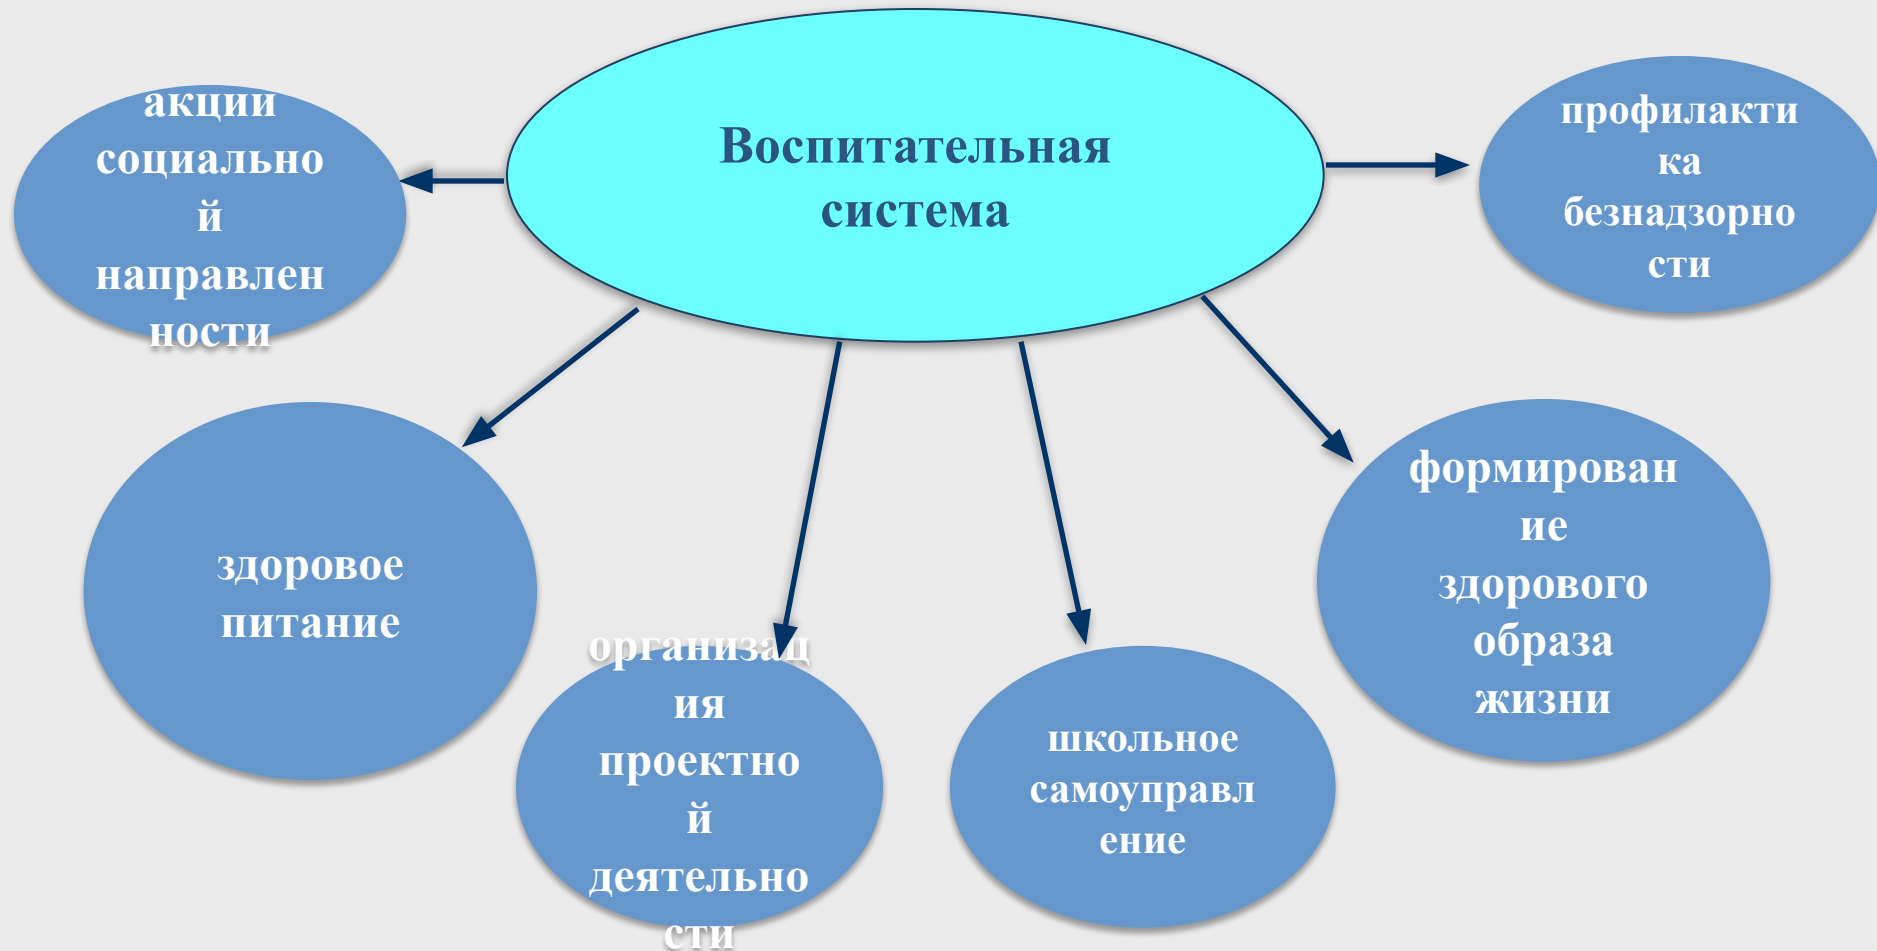 Воспитательная
система
акции
социально
й
направлен
ности
профилакти
ка
безнадзорно
сти
здоровое
питание
организац
ия
проектно
й
деятельно
сти
школьное
самоуправл
ение
формирован
ие
здорового
образа
жизни